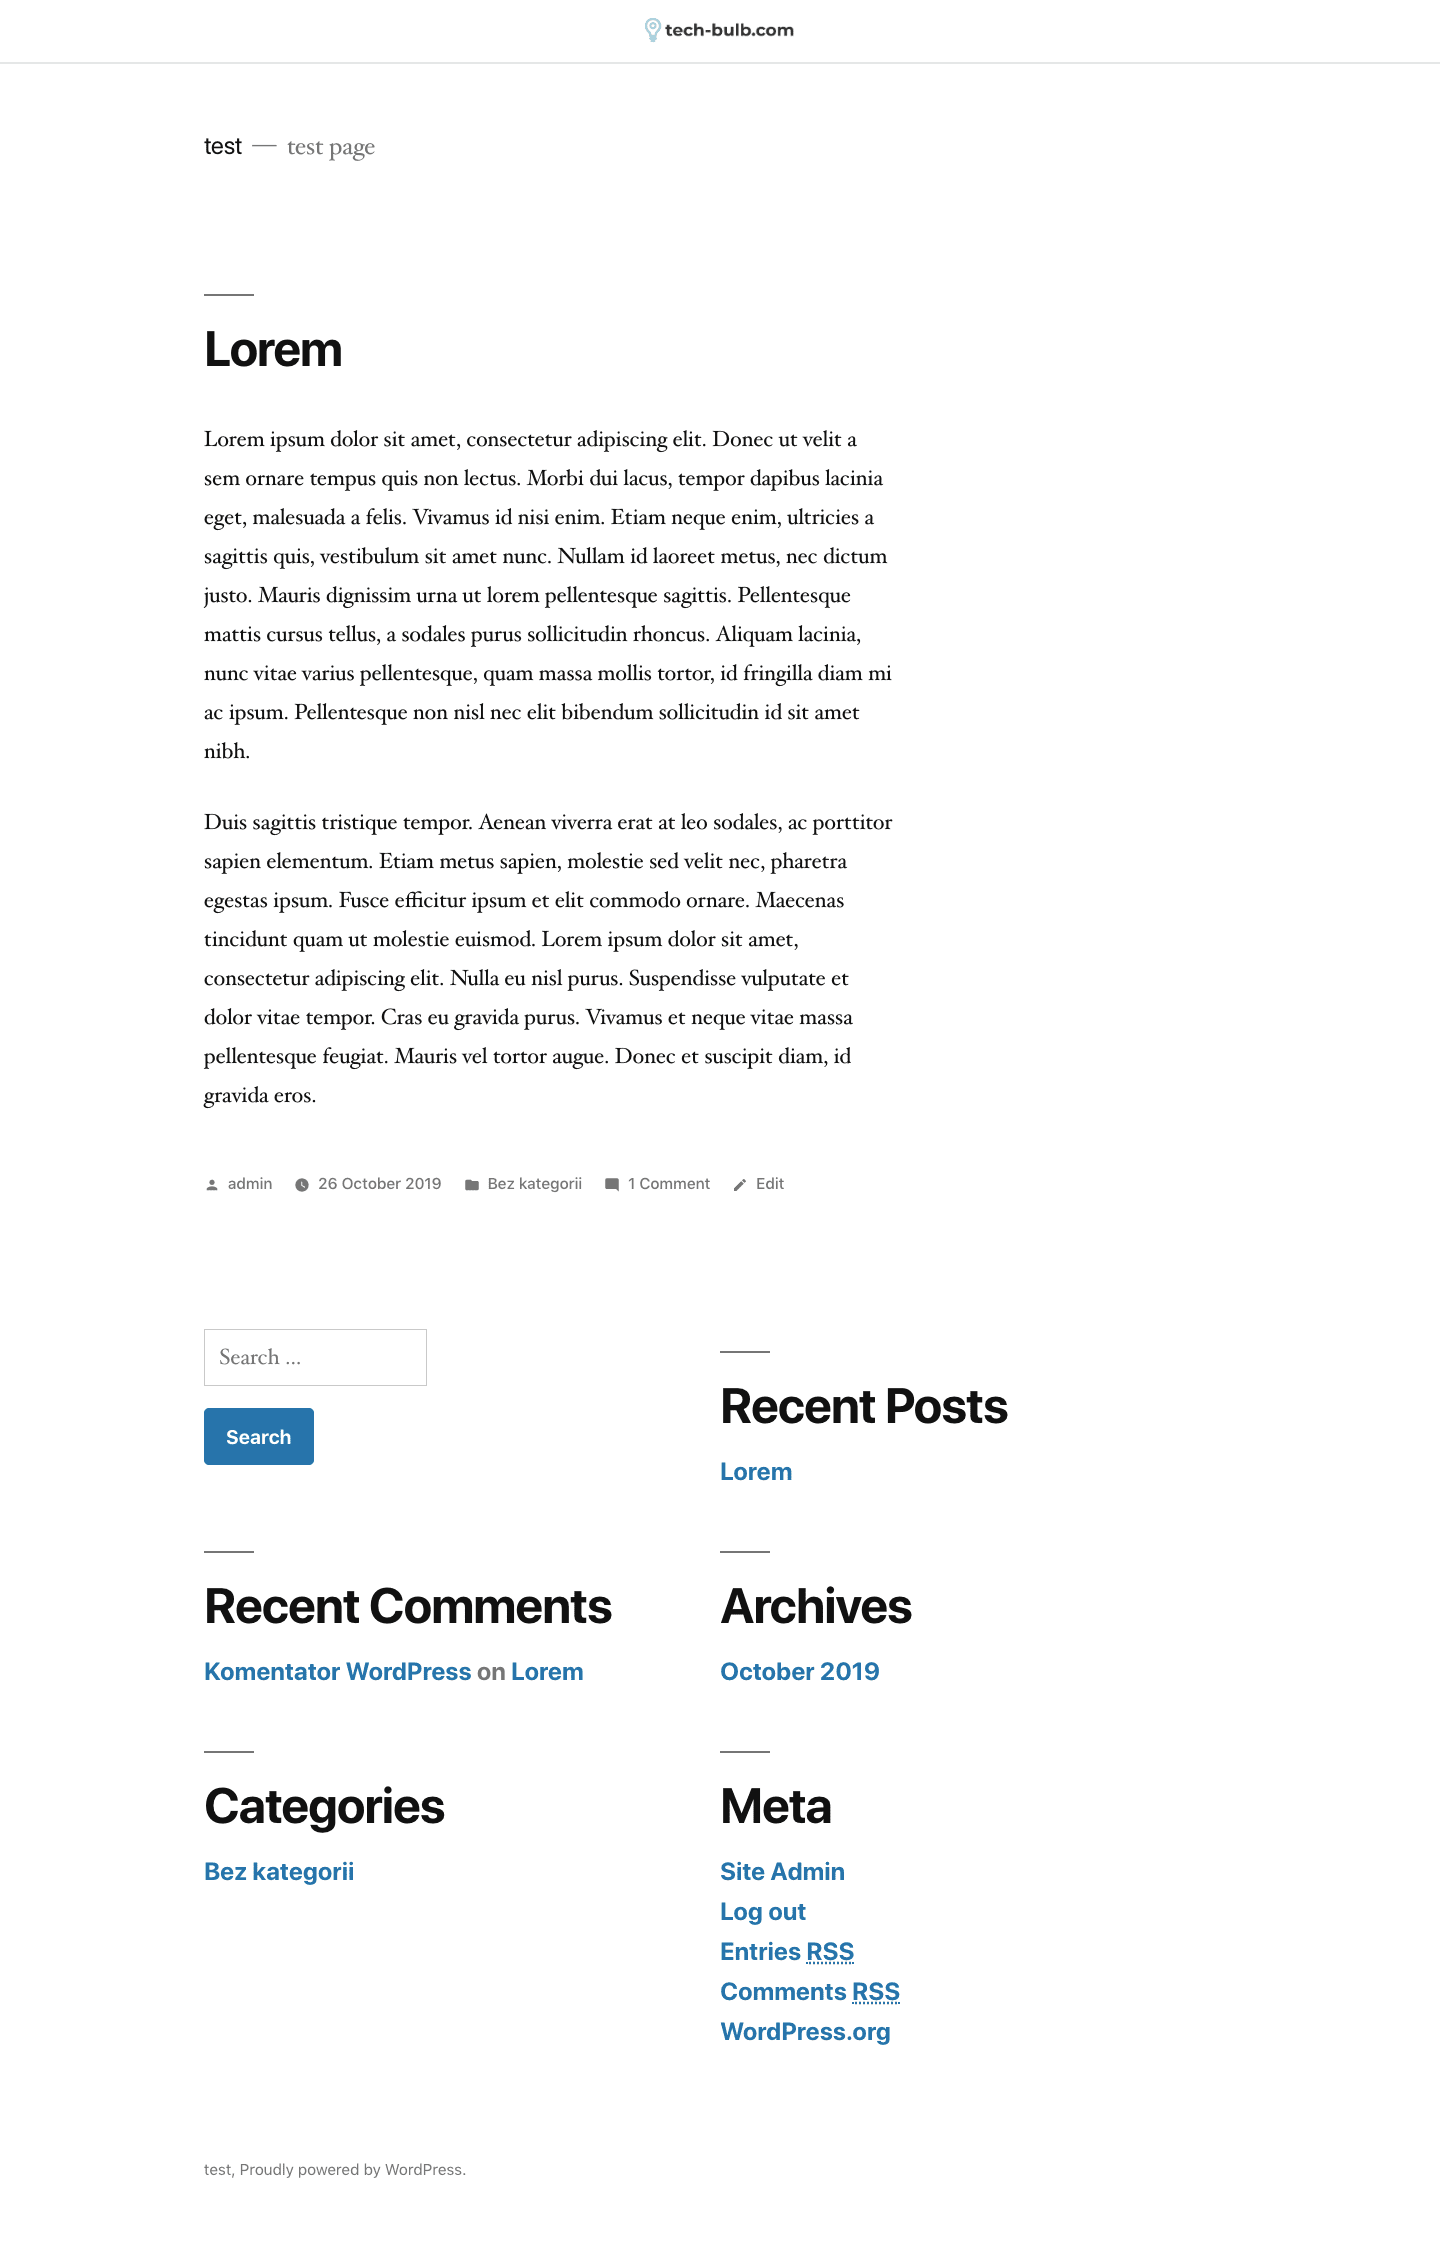 tech-bulb.com
test — test page
Lorem
Lorem ipsum dolor sit amet, consectetur adipiscing elit. Donec ut velit a
sem ornare tempus quis non lectus. Morbi dui lacus, tempor dapibus lacinia
eget, malesuada a felis. Vivamus id nisi enim. Etiam neque enim, ultricies a
sagittis quis, vestibulum sit amet nunc. Nullam id laoreet metus, nec dictum
justo. Mauris dignissim urna ut lorem pellentesque sagittis. Pellentesque
mattis cursus tellus, a sodales purus sollicitudin rhoncus. Aliquam lacinia,
nunc vitae varius pellentesque, quam massa mollis tortor, id fringilla diam mi
ac ipsum. Pellentesque non nisl nec elit bibendum sollicitudin id sit amet
nibh.
Duis sagittis tristique tempor. Aenean viverra erat at leo sodales, ac porttitor
sapien elementum. Etiam metus sapien, molestie sed velit nec, pharetra
egestas ipsum. Fusce efficitur ipsum et elit commodo ornare. Maecenas
tincidunt quam ut molestie euismod. Lorem ipsum dolor sit amet,
consectetur adipiscing elit. Nulla eu nisl purus. Suspendisse vulputate et
dolor vitae tempor. Cras eu gravida purus. Vivamus et neque vitae massa
pellentesque feugiat. Mauris vel tortor augue. Donec et suscipit diam, id
gravida eros.
admin 26 October 2019 Bez kategorii 1 Comment Edit
Search ...
Search
Recent Posts
Lorem
Recent Comments
Komentator WordPress on Lorem
Archives
October 2019
Categories
Bez kategorii
Meta
Site Admin
Log out
Entries RSS
Comments RSS
WordPress.org
test, Proudly powered by WordPress.